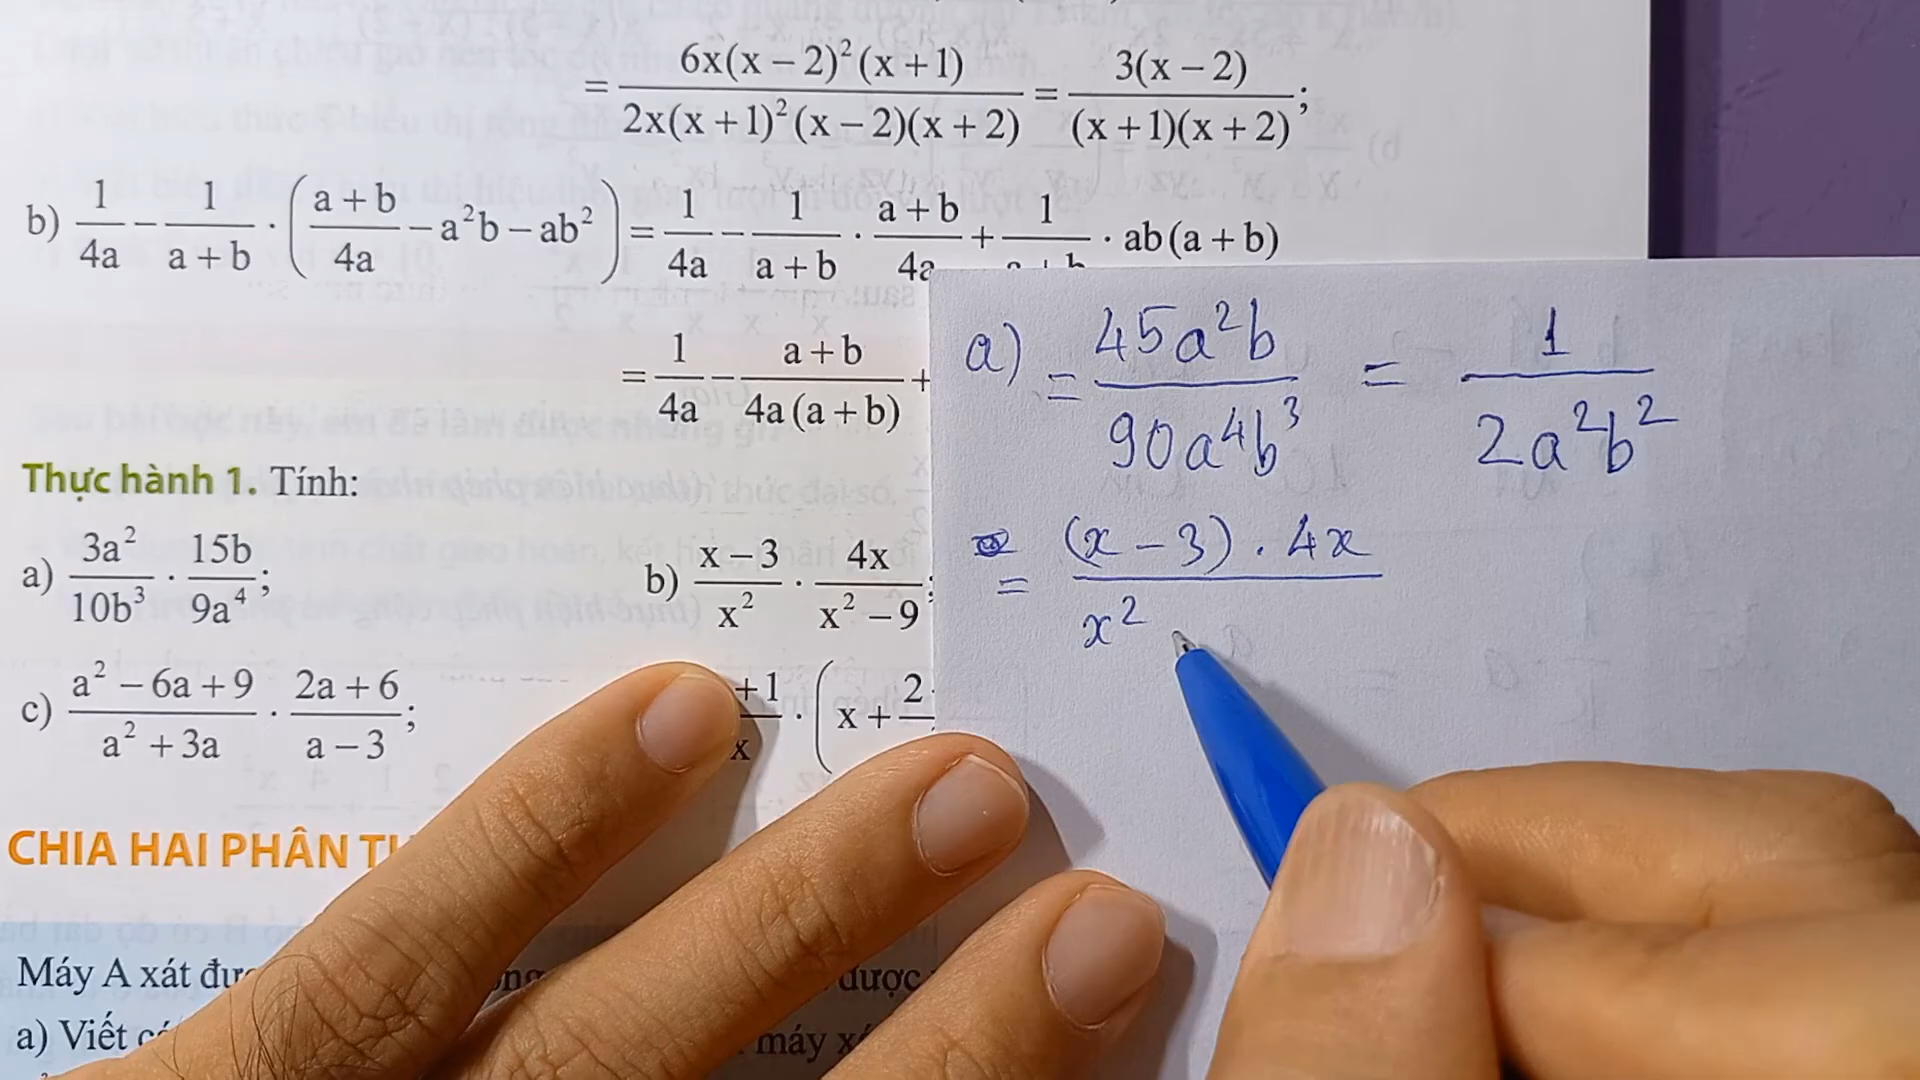 = 6x(x − 2)²(x + 1) / 2x(x + 1)²(x − 2)(x + 2) = 3(x − 2) / (x + 1)(x + 2);
b) 1/4a − 1/(a + b) · ((a + b)/4a − a²b − ab²) = 1/4a − 1/(a + b) · (a + b)/4a + 1/(a + b) · ab(a + b)
= 1/4a − (a + b)/4a(a + b) +
Thực hành 1. Tính:
a) 3a²/10b³ · 15b/9a⁴;
b) (x − 3)/x² · 4x/(x² − 9);
c) (a² − 6a + 9)/(a² + 3a) · (2a + 6)/(a − 3);
+1/x · (x + 2
CHIA HAI PHÂN
Máy A xát được
a) Viết máy
a) = 45a²b / 90a⁴b³ = 1 / 2a²b²
= (x − 3) . 4x / x²